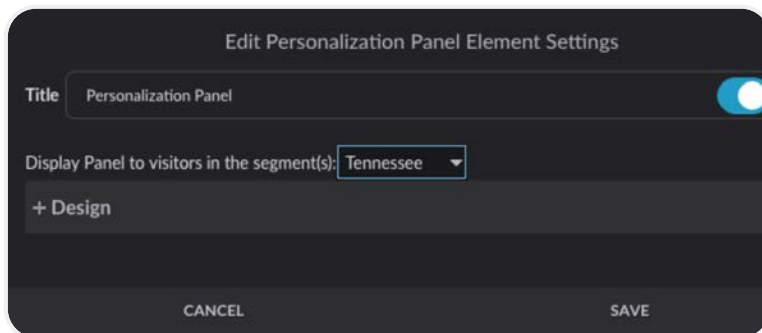 Edit Personalization Panel Element Settings
Title Personalization Panel
Display Panel to visitors in the segment(s): Tennessee
+ Design
CANCEL SAVE